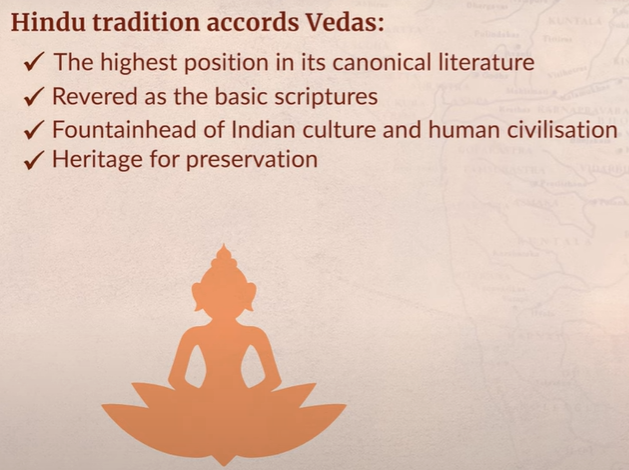 Hindu tradition accords Vedas:
✓ The highest position in its canonical literature
✓ Revered as the basic scriptures
✓ Fountainhead of Indian culture and human civilisation
✓ Heritage for preservation
KUNTALA